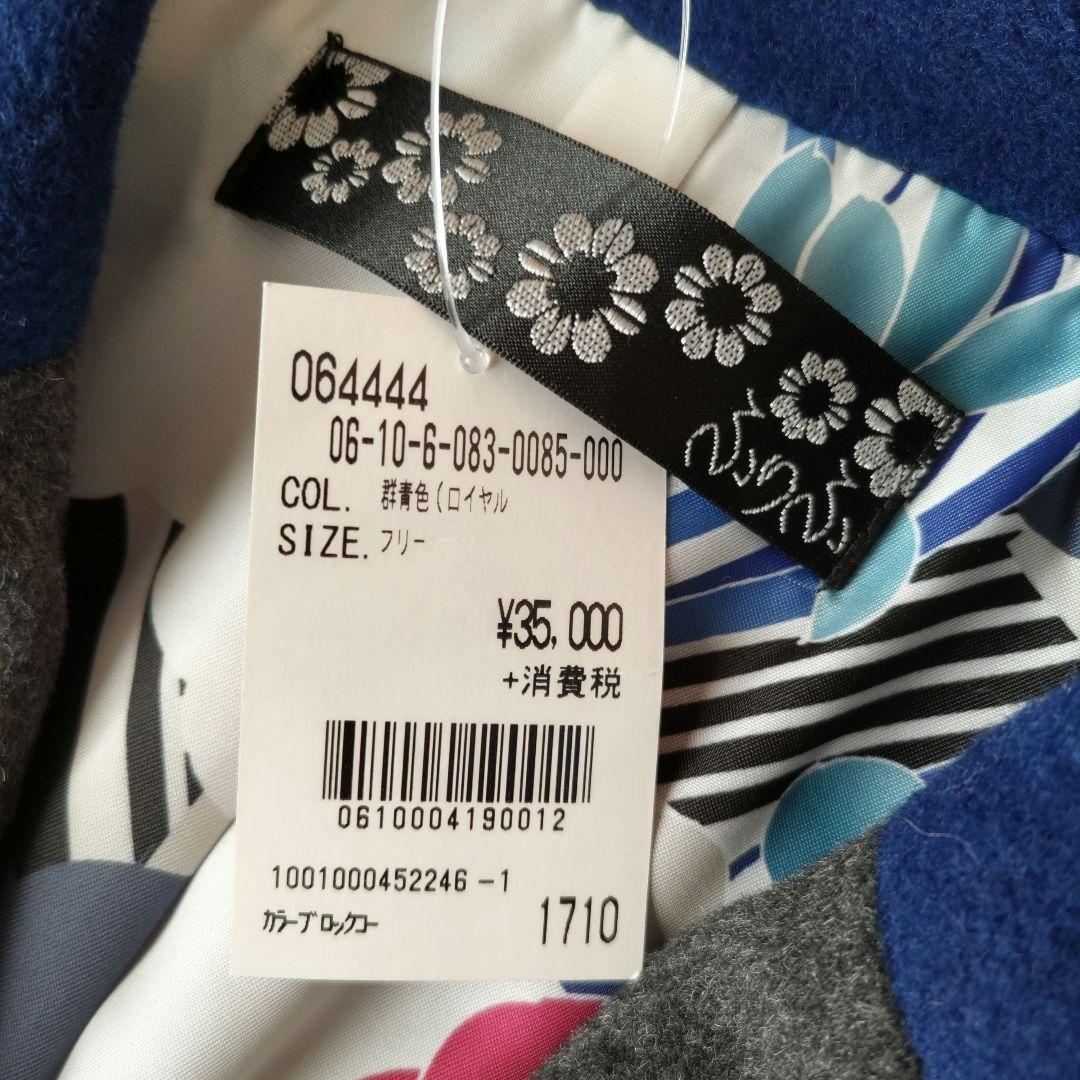 064444
06-10-6-083-0085-000
COL. 群青色(ロイヤル
SIZE. フリー
¥35,000
+消費税
0610004190012
1001000452246-1
カラーブロックコー 1710